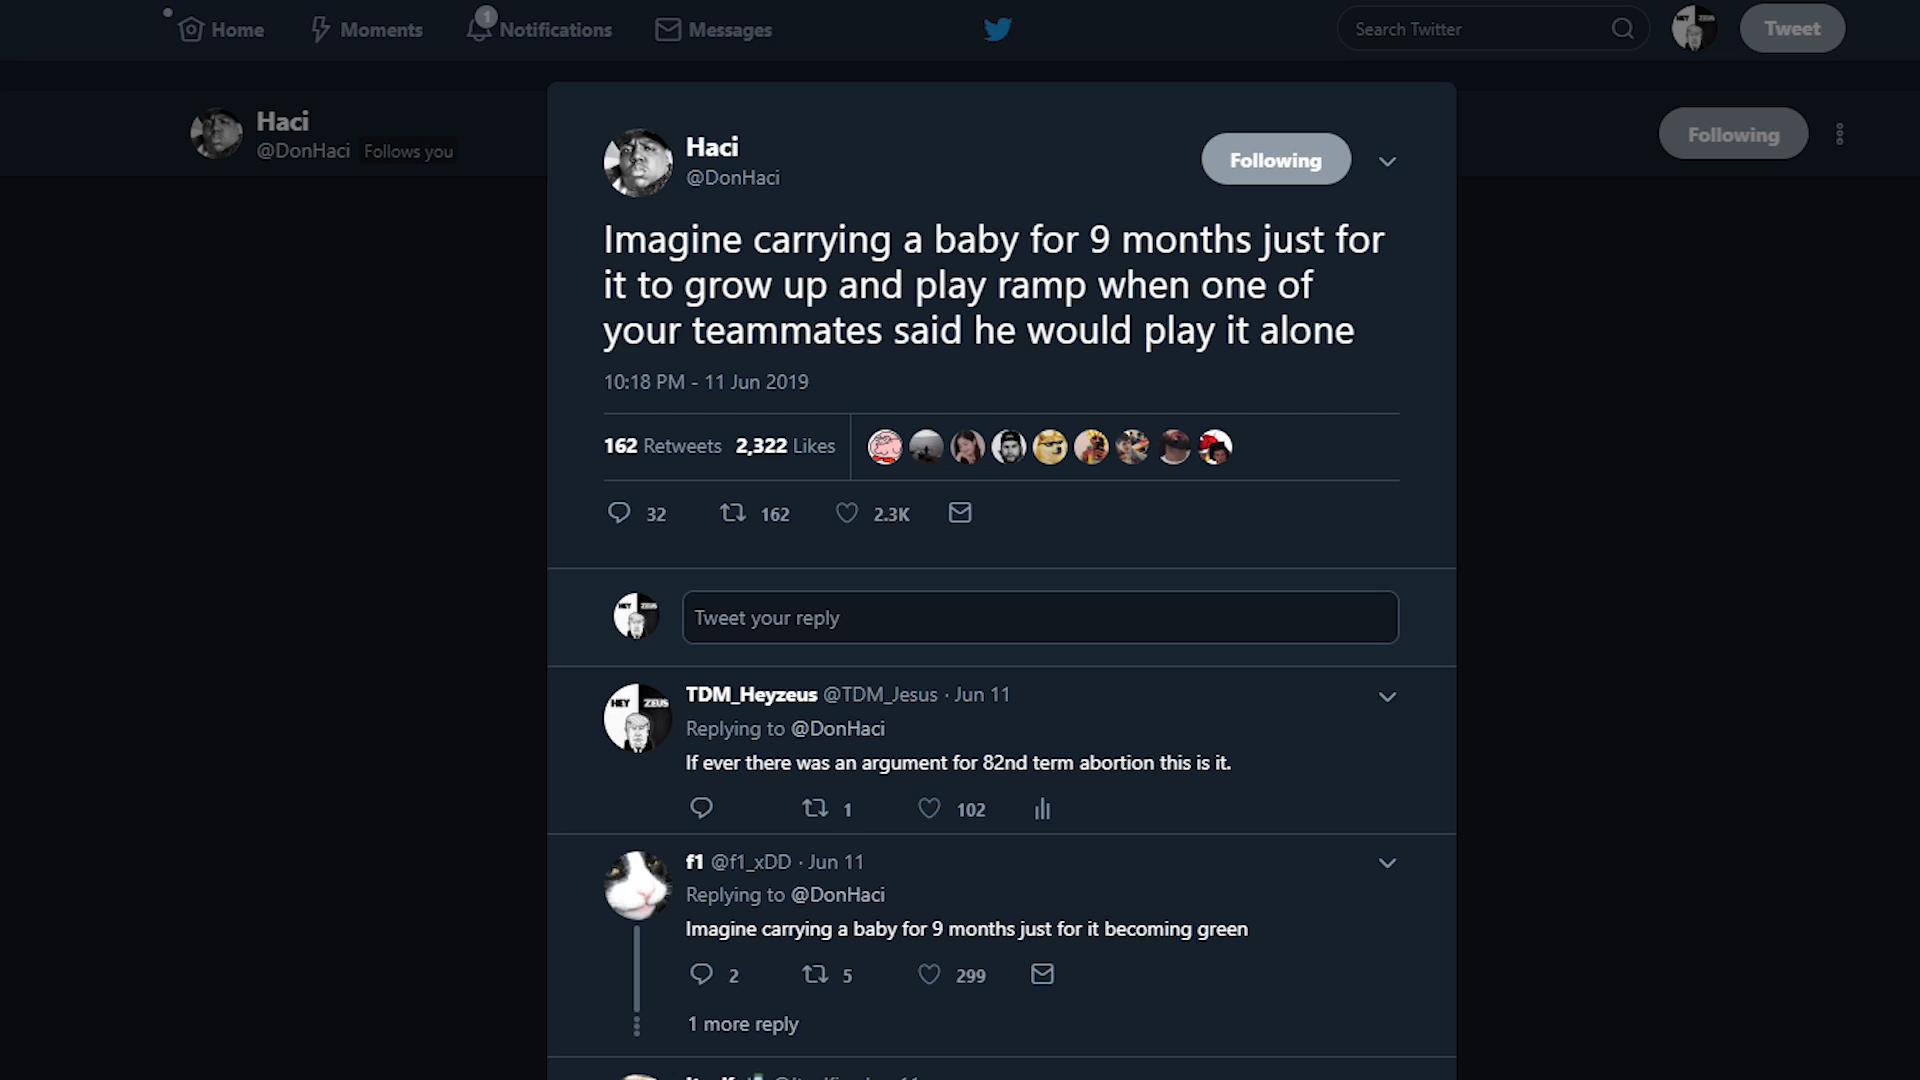 Home
Moments
1
Notifications
Messages
Search Twitter
Tweet
Haci
@DonHaci Follows you
Following
Haci
@DonHaci
Following
Imagine carrying a baby for 9 months just for
it to grow up and play ramp when one of
your teammates said he would play it alone
10:18 PM - 11 Jun 2019
162 Retweets 2,322 Likes
32 162 2.3K
HEY ZEUS
Tweet your reply
HEY ZEUS
TDM_Heyzeus @TDM_Jesus · Jun 11
Replying to @DonHaci
If ever there was an argument for 82nd term abortion this is it.
1 102
f1 @f1_xDD · Jun 11
Replying to @DonHaci
Imagine carrying a baby for 9 months just for it becoming green
2 5 299
1 more reply